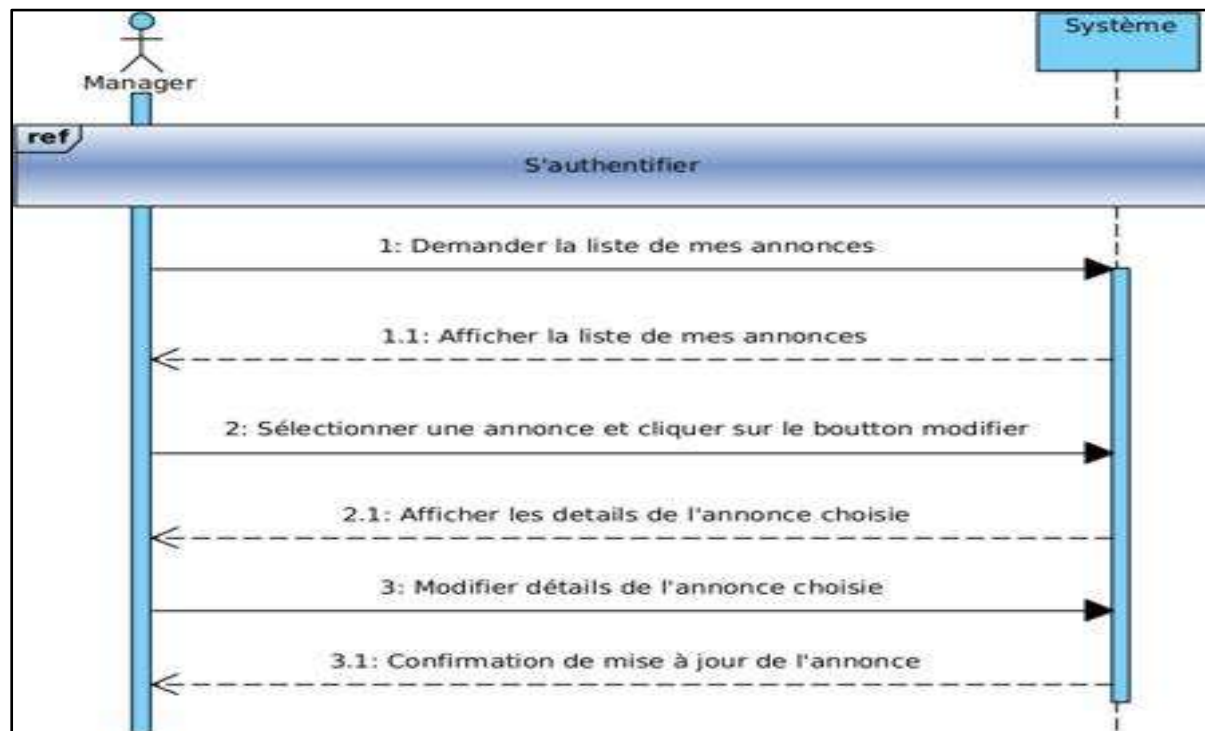 Système
Manager
ref
S'authentifier
1: Demander la liste de mes annonces
1.1: Afficher la liste de mes annonces
2: Sélectionner une annonce et cliquer sur le boutton modifier
2.1: Afficher les details de l'annonce choisie
3: Modifier détails de l'annonce choisie
3.1: Confirmation de mise à jour de l'annonce